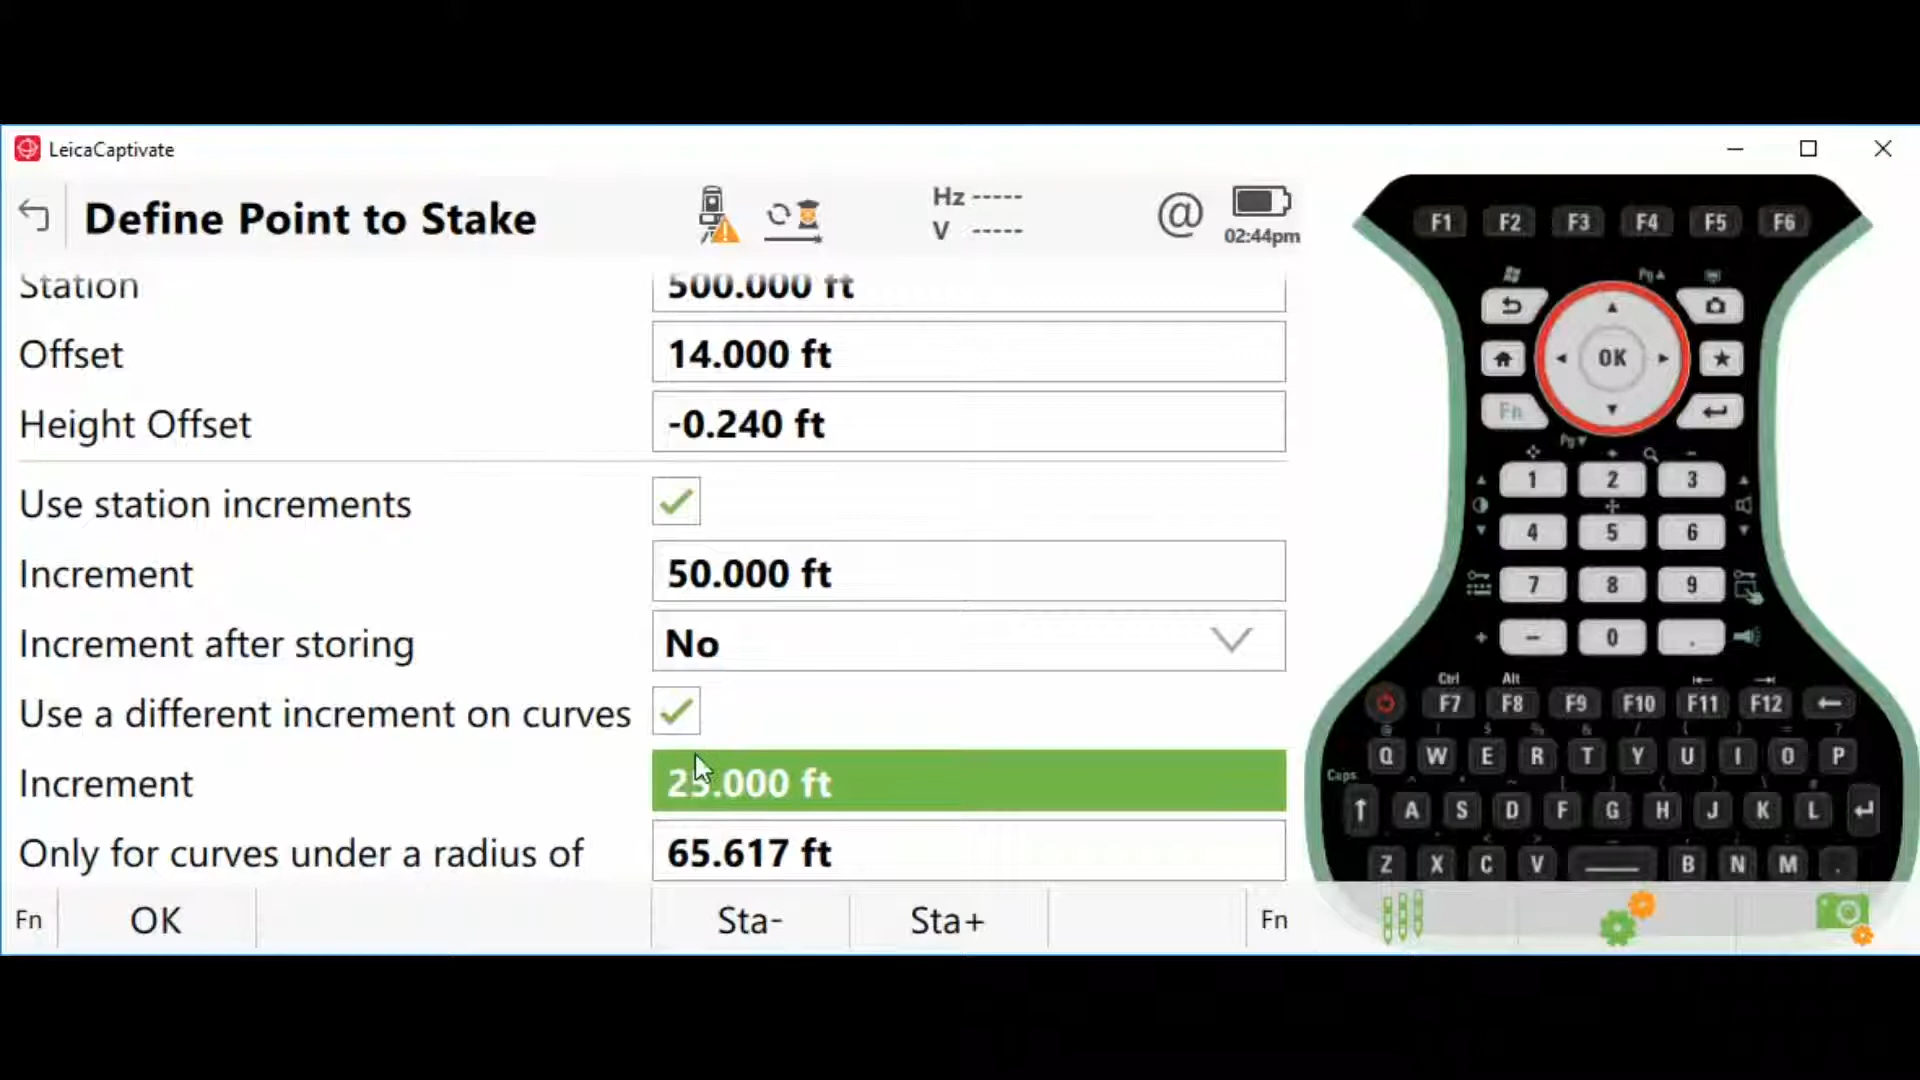 LeicaCaptivate
Define Point to Stake
Hz -----
V -----
@
02:44pm
Station 500.000 ft
Offset 14.000 ft
Height Offset -0.240 ft
Use station increments
Increment 50.000 ft
Increment after storing No
Use a different increment on curves
Increment 25.000 ft
Only for curves under a radius of 65.617 ft
Fn OK Sta- Sta+ Fn
F1 F2 F3 F4 F5 F6
Pg
OK
Fn
Pg
1 2 3
4 5 6
7 8 9
- 0 .
Ctrl Alt
F7 F8 F9 F10 F11 F12
Q W E R T Y U I O P
Caps
A S D F G H J K L
Z X C V B N M .